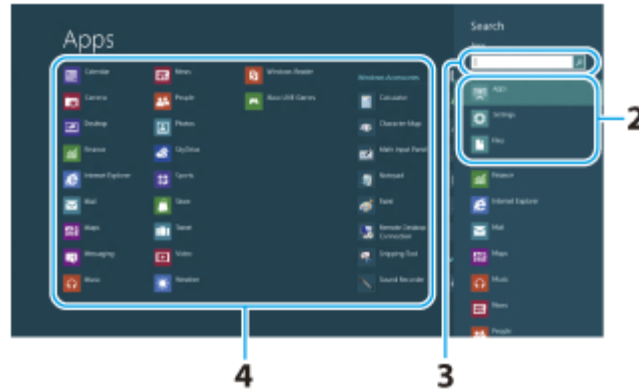 Apps
Calendar
Camera
Desktop
Finance
Internet Explorer
Mail
Maps
Messaging
Music
News
People
Photos
SkyDrive
Sports
Store
Travel
Video
Weather
Windows Reader
Xbox LIVE Games
Windows Accessories
Calculator
Character Map
Math Input Panel
Notepad
Paint
Remote Desktop
Connection
Snipping Tool
Sound Recorder
Search
Apps
Apps
Settings
Files
Finance
Internet Explorer
Mail
Maps
Music
News
People
2
3
4